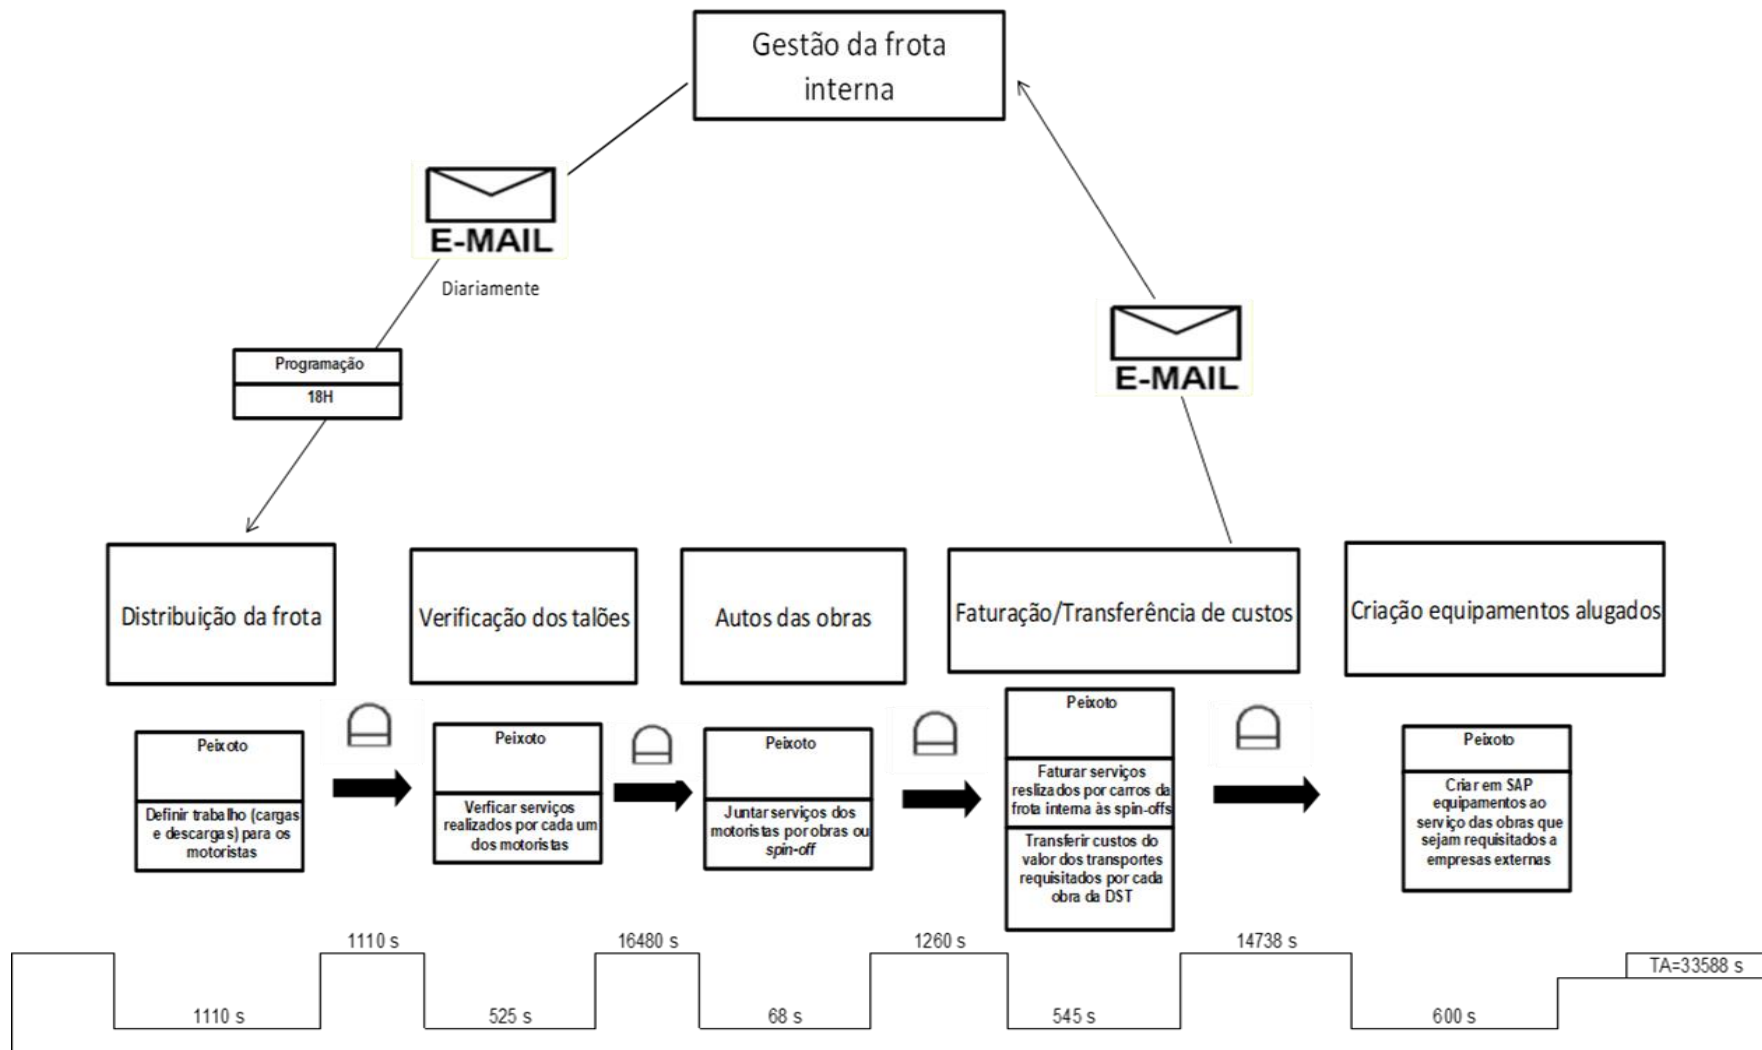 Gestão da frota
interna
E-MAIL
Diariamente
Programação
18H
E-MAIL
Distribuição da frota
Verificação dos talões
Autos das obras
Faturação/Transferência de custos
Criação equipamentos alugados
Peixoto
Definir trabalho (cargas
e descargas) para os
motoristas
Peixoto
Verficar serviços
realizados por cada um
dos motoristas
Peixoto
Juntar serviços dos
motoristas por obras ou
spin-off
Peixoto
Faturar serviços
reslizados por carros da
frota interna às spin-offs
Transferir custos do
valor dos transportes
requisitados por cada
obra da DST
Peixoto
Criar em SAP
equipamentos ao
serviço das obras que
sejam requisitados a
empresas externas
1110 s
16480 s
1260 s
14738 s
TA=33588 s
1110 s
525 s
68 s
545 s
600 s